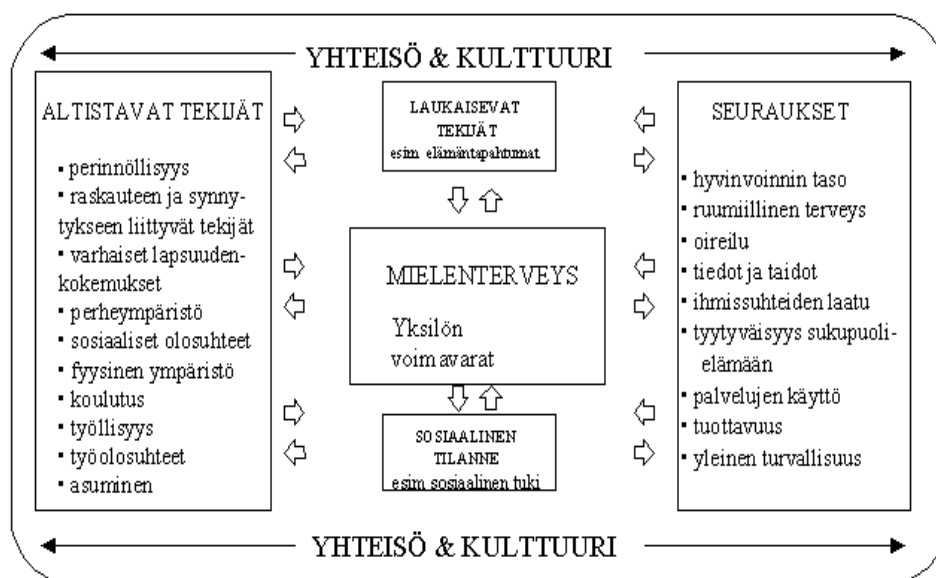 YHTEISÖ & KULTTUURI
ALTISTAVAT TEKIJÄT
▪ perinnöllisyys
▪ raskauteen ja synny-
tykseen liittyvät tekijät
▪ varhaiset lapsuuden-
kokemukset
▪ perheympäristö
▪ sosiaaliset olosuhteet
▪ fyysinen ympäristö
▪ koulutus
▪ työllisyys
▪ työolosuhteet
▪ asuminen
LAUKAISEVAT
TEKIJÄT
esim elämäntapahtumat
MIELENTERVEYS
Yksilön
voimavarat
SOSIAALINEN
TILANNE
esim sosiaalinen tuki
SEURAUKSET
▪ hyvinvoinnin taso
▪ ruumiillinen terveys
▪ oireilu
▪ tiedot ja taidot
▪ ihmissuhteiden laatu
▪ tyytyväisyys sukupuoli-
elämään
▪ palvelujen käyttö
▪ tuottavuus
▪ yleinen turvallisuus
YHTEISÖ & KULTTUURI